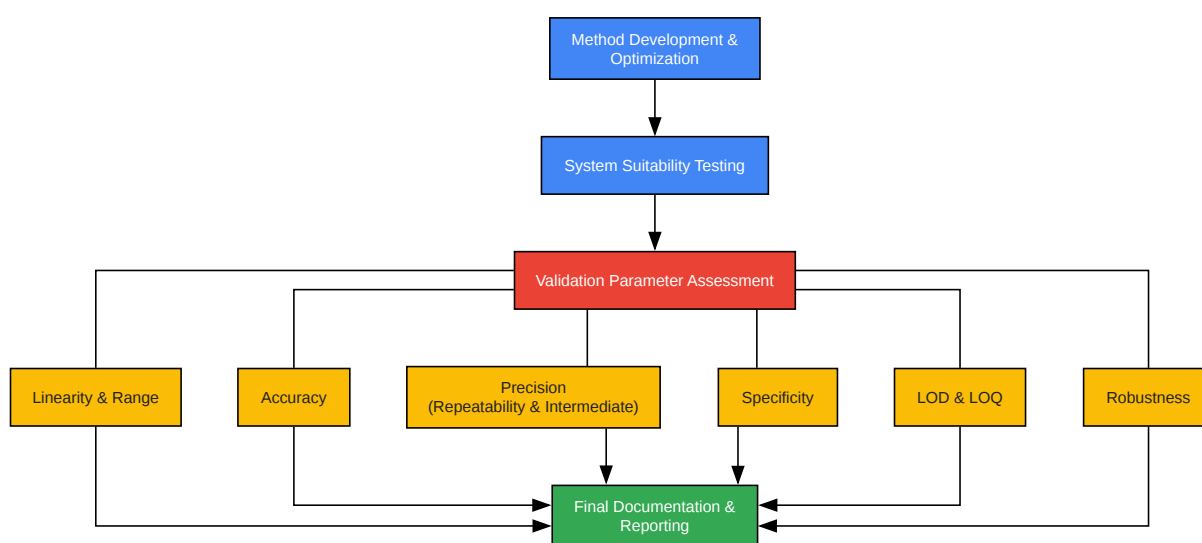 Method Development &
Optimization
System Suitability Testing
Validation Parameter Assessment
Linearity & Range
Accuracy
Precision
(Repeatability & Intermediate)
Specificity
LOD & LOQ
Robustness
Final Documentation &
Reporting